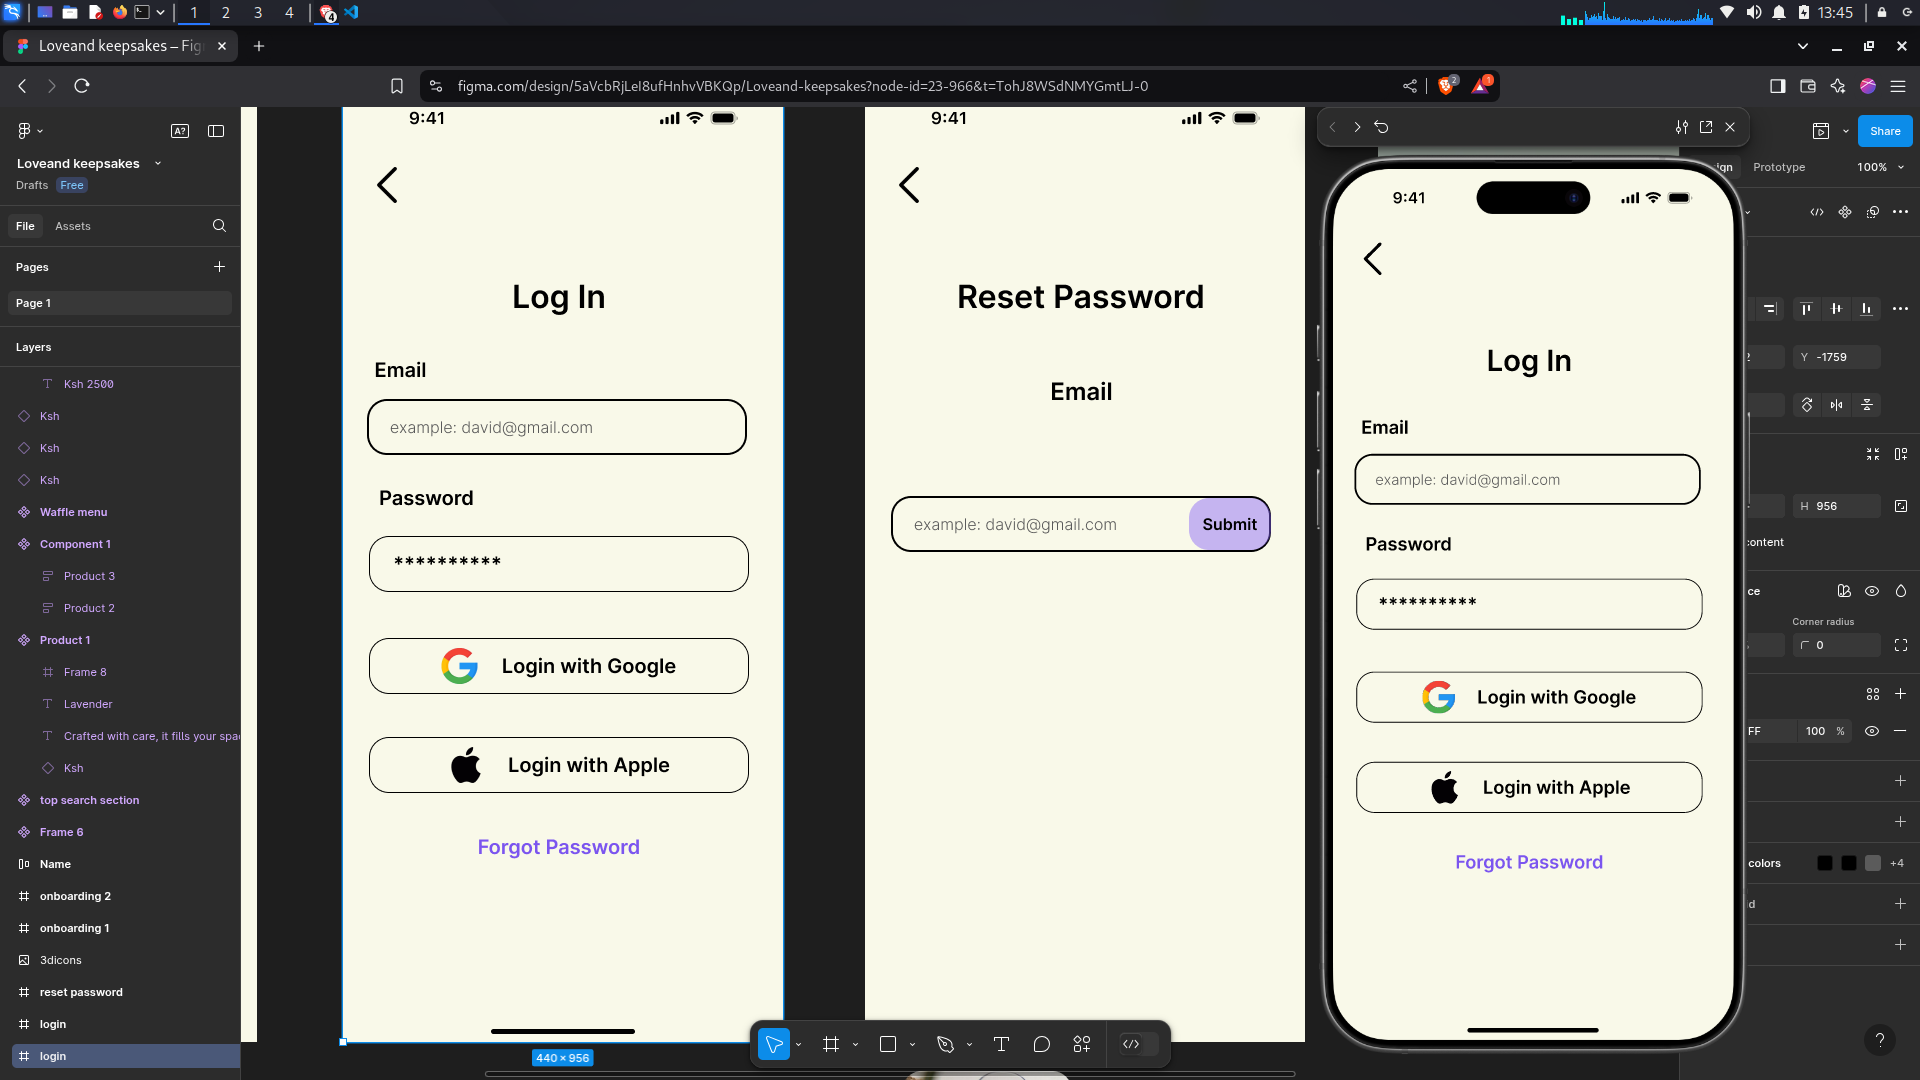 1 2 3 4 4 13:45
Loveand keepsakes – Fig
figma.com/design/5aVcbRjLeI8ufHnhvVBKQp/Loveand-keepsakes?node-id=23-966&t=TohJ8WSdNMYGmtLJ-0 2 1
A?
Loveand keepsakes
Drafts Free
File Assets
Pages
Page 1
Layers
Ksh 2500
Ksh
Ksh
Ksh
Waffle menu
Component 1
Product 3
Product 2
Product 1
Frame 8
Lavender
Crafted with care, it fills your spac
Ksh
top search section
Frame 6
Name
onboarding 2
onboarding 1
3dicons
reset password
login
login
9:41
Log In
Email
example: david@gmail.com
Password
**********
Login with Google
Login with Apple
Forgot Password
440 × 956
9:41
Reset Password
Email
example: david@gmail.com Submit
9:41
Log In
Email
example: david@gmail.com
Password
**********
Login with Google
Login with Apple
Forgot Password
Share
Prototype 100%
Y -1759
H 956
content
Corner radius
0
FF 100 %
colors +4
?